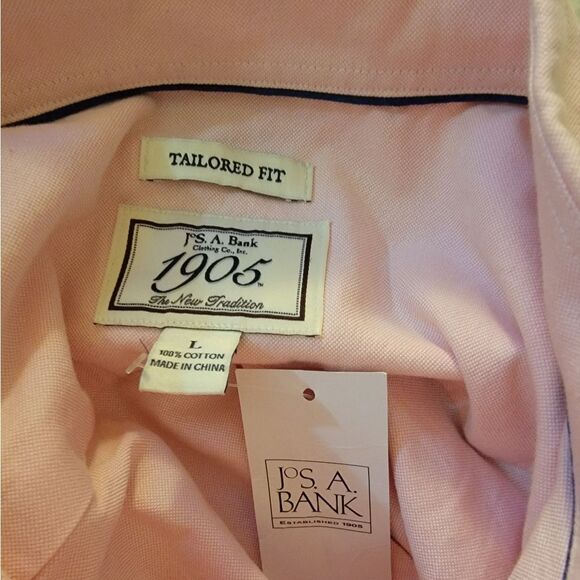 TAILORED FIT
JoS. A. Bank
Clothing Co., Inc.
1905™
The New Tradition
L
100% COTTON
MADE IN CHINA
JoS. A.
BANK
ESTABLISHED 1905